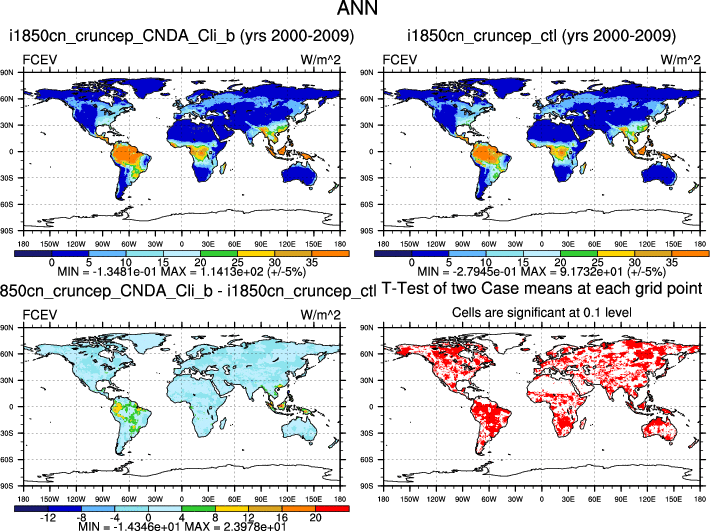 ANN
i1850cn_cruncep_CNDA_Cli_b (yrs 2000-2009)
FCEV W/m^2
90N
60N
30N
0
30S
60S
90S
180 150W 120W 90W 60W 30W 0 30E 60E 90E 120E 150E 180
0 5 10 15 20 25 30 35
MIN = -1.3481e-01 MAX = 1.1413e+02 (+/-5%)
i1850cn_cruncep_ctl (yrs 2000-2009)
FCEV W/m^2
90N
60N
30N
0
30S
60S
90S
180 150W 120W 90W 60W 30W 0 30E 60E 90E 120E 150E 180
0 5 10 15 20 25 30 35
MIN = -2.7945e-01 MAX = 9.1732e+01 (+/-5%)
850cn_cruncep_CNDA_Cli_b - i1850cn_cruncep_ctl
FCEV W/m^2
90N
60N
30N
0
30S
60S
90S
180 150W 120W 90W 60W 30W 0 30E 60E 90E 120E 150E 180
-12 -8 -4 0 4 8 12 16 20
MIN = -1.4346e+01 MAX = 2.3978e+01
T-Test of two Case means at each grid point
Cells are significant at 0.1 level
90N
60N
30N
0
30S
60S
90S
180 150W 120W 90W 60W 30W 0 30E 60E 90E 120E 150E 180